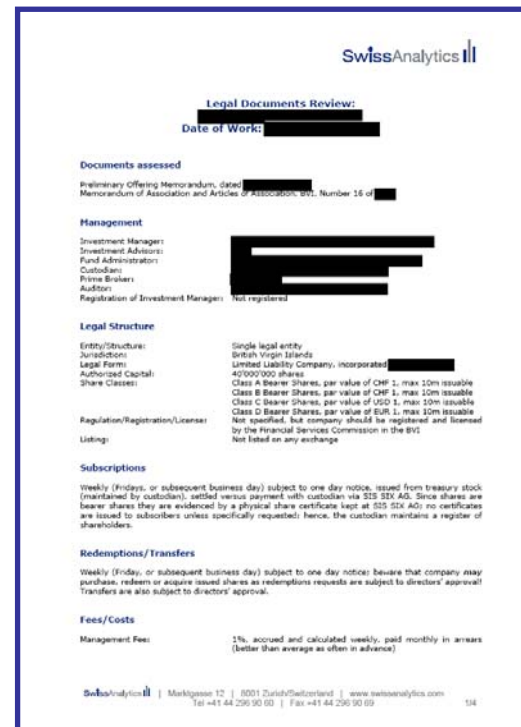 SwissAnalytics
Legal Documents Review:
Date of Work:
Documents assessed
Preliminary Offering Memorandum, dated
Memorandum of Association and Articles of Association, BVI, Number 16 of
Management
Investment Manager:
Investment Advisors:
Fund Administrator:
Custodian:
Prime Broker:
Auditor:
Registration of Investment Manager: Not registered
Legal Structure
Entity/Structure: Single legal entity
Jurisdiction: British Virgin Islands
Legal Form: Limited Liability Company, incorporated
Authorized Capital: 40'000'000 shares
Share Classes: Class A Bearer Shares, par value of CHF 1, max 10m issuable
Class B Bearer Shares, par value of CHF 1, max 10m issuable
Class C Bearer Shares, par value of USD 1, max 10m issuable
Class D Bearer Shares, par value of EUR 1, max 10m issuable
Regulation/Registration/License: Not specified, but company should be registered and licensed
by the Financial Services Commission in the BVI
Listing: Not listed on any exchange
Subscriptions
Weekly (Fridays, or subsequent business day) subject to one day notice, issued from treasury stock
(maintained by custodian), settled versus payment with custodian via SIS SIX AG. Since shares are
bearer shares they are evidenced by a physical share certificate kept at SIS SIX AG; no certificates
are issued to subscribers unless specifically requested; hence, the custodian maintains a register of
shareholders.
Redemptions/Transfers
Weekly (Friday, or subsequent business day) subject to one day notice; beware that company may
purchase, redeem or acquire issued shares as redemptions requests are subject to directors' approval!
Transfers are also subject to directors' approval.
Fees/Costs
Management Fee: 1%, accrued and calculated weekly, paid monthly in arrears
(better than average as often in advance)
SwissAnalytics | Marktgasse 12 | 8001 Zurich/Switzerland | www.swissanalytics.com
Tel +41 44 296 90 60 | Fax +41 44 296 90 69
1/4